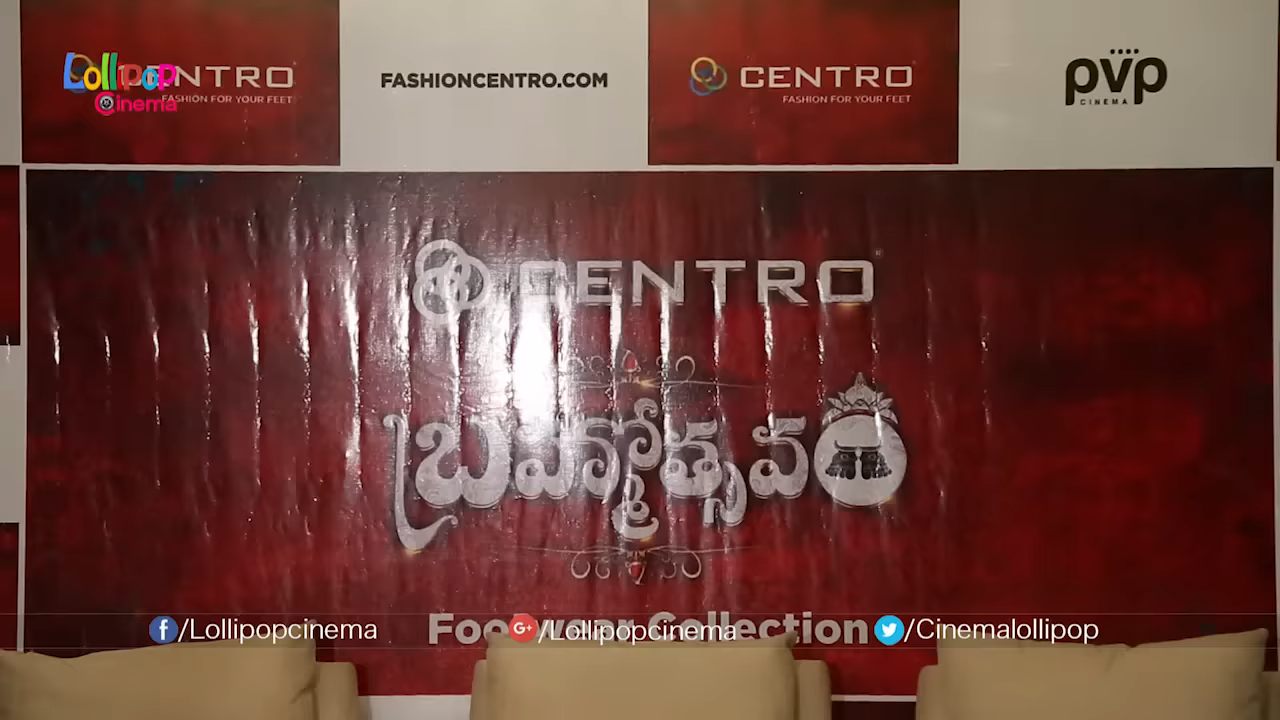 Lollipop
Cinema
CENTRO
FASHION FOR YOUR FEET
FASHIONCENTRO.COM
CENTRO
FASHION FOR YOUR FEET
PVP
CINEMA
CENTRO
బ్రహ్మోత్సవం
Footwear Collection
/Lollipopcinema
/Lollipopcinema
/Cinemalollipop